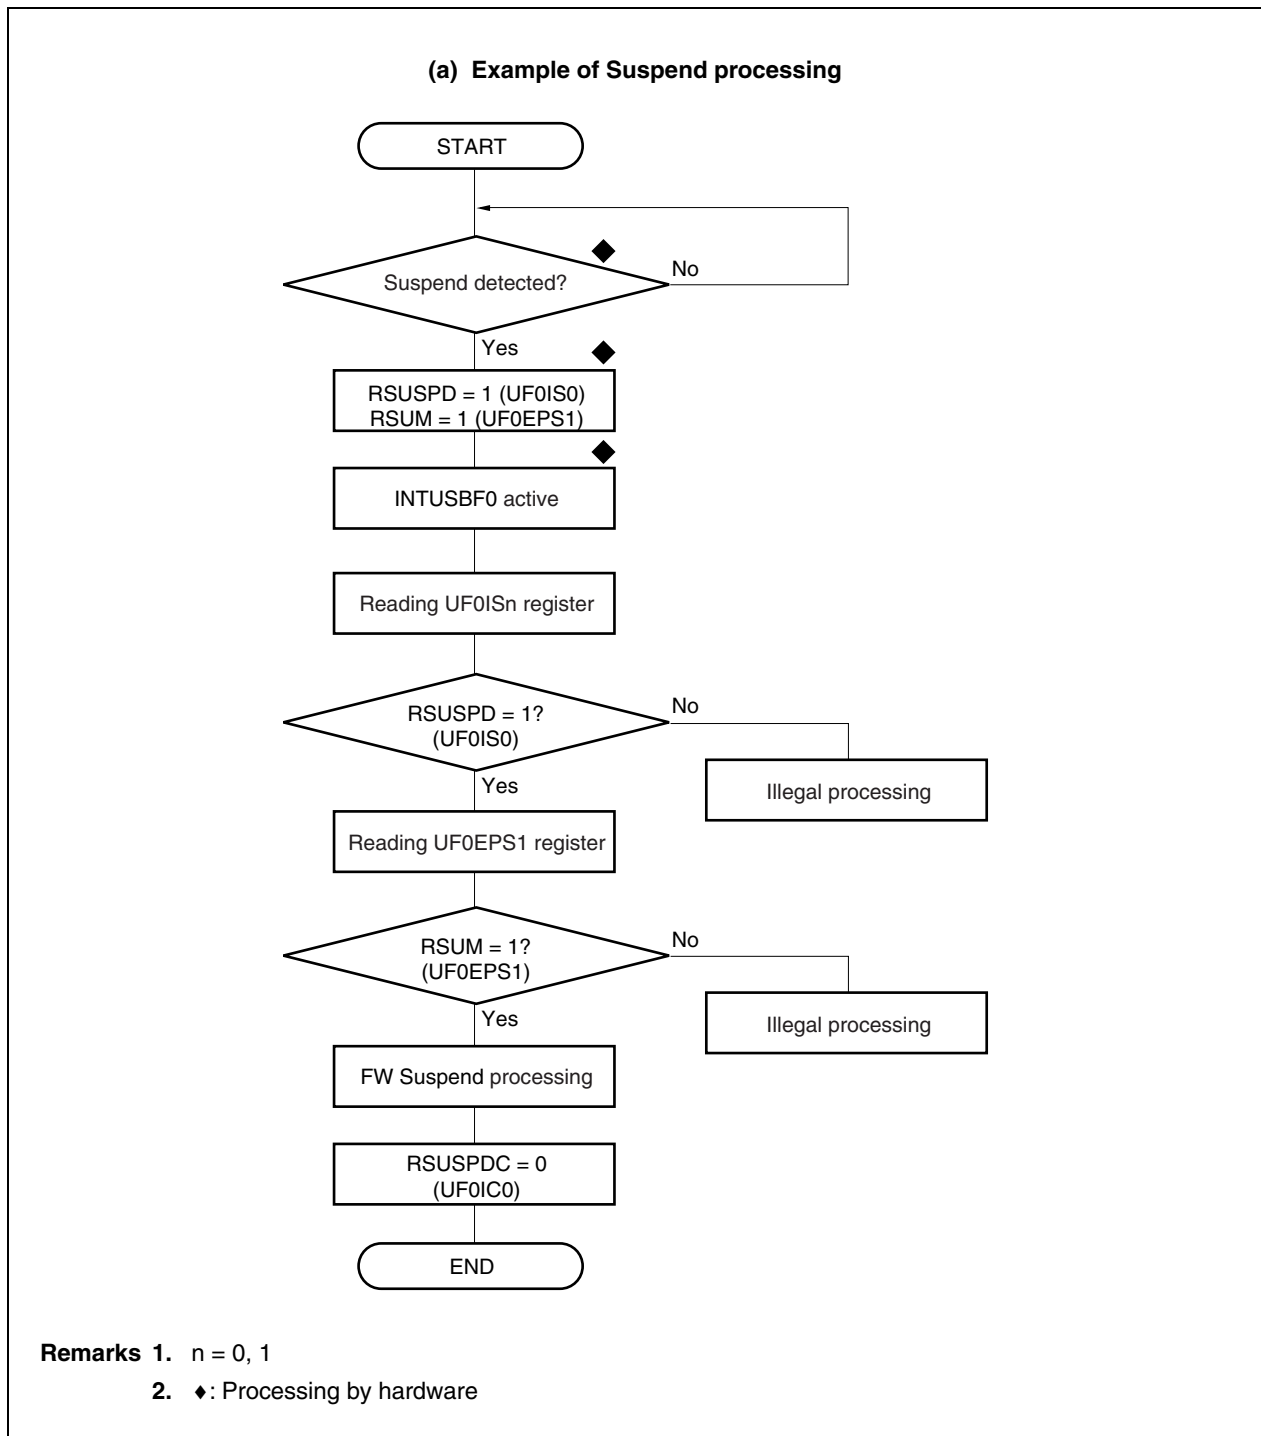 (a) Example of Suspend processing
START
Suspend detected?
No
Yes
RSUSPD = 1 (UF0IS0)
RSUM = 1 (UF0EPS1)
INTUSBF0 active
Reading UF0ISn register
RSUSPD = 1?
(UF0IS0)
No
Yes
Illegal processing
Reading UF0EPS1 register
RSUM = 1?
(UF0EPS1)
No
Yes
Illegal processing
FW Suspend processing
RSUSPDC = 0
(UF0IC0)
END
Remarks 1. n = 0, 1
2. ♦: Processing by hardware